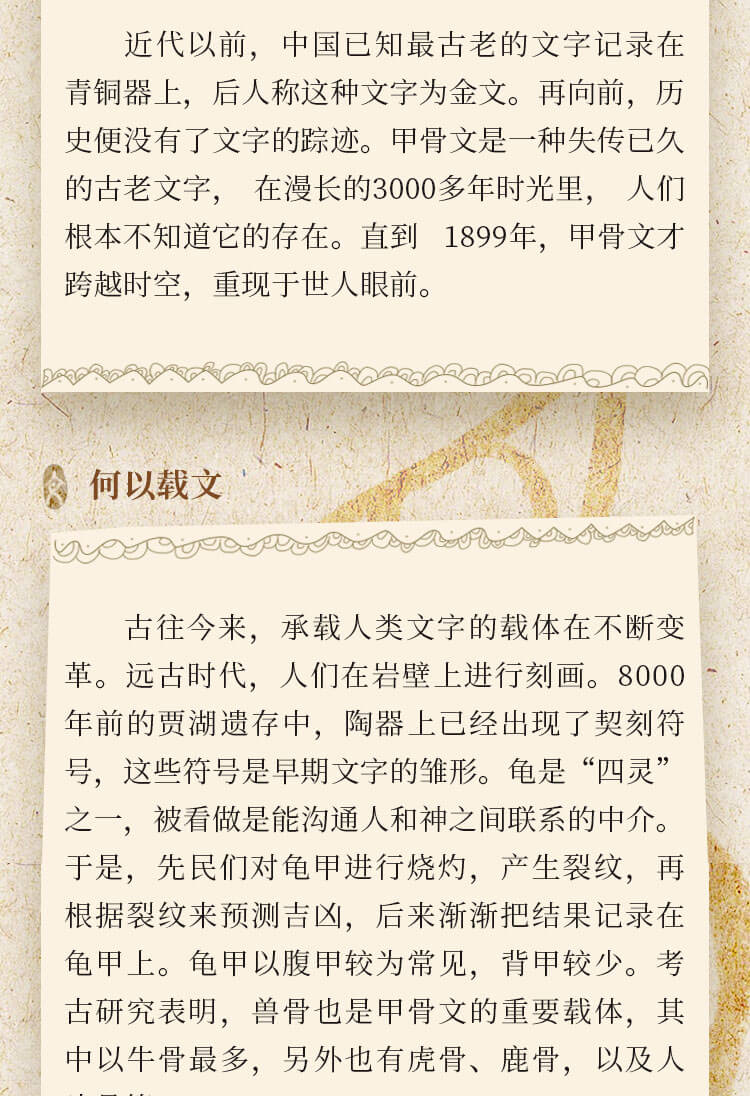 近代以前，中国已知最古老的文字记录在
青铜器上，后人称这种文字为金文。再向前，历
史便没有了文字的踪迹。甲骨文是一种失传已久
的古老文字， 在漫长的3000多年时光里， 人们
根本不知道它的存在。直到 1899年，甲骨文才
跨越时空，重现于世人眼前。
何以载文
古往今来，承载人类文字的载体在不断变
革。远古时代，人们在岩壁上进行刻画。8000
年前的贾湖遗存中，陶器上已经出现了契刻符
号，这些符号是早期文字的雏形。龟是“四灵”
之一，被看做是能沟通人和神之间联系的中介。
于是，先民们对龟甲进行烧灼，产生裂纹，再
根据裂纹来预测吉凶，后来渐渐把结果记录在
龟甲上。龟甲以腹甲较为常见，背甲较少。考
古研究表明，兽骨也是甲骨文的重要载体，其
中以牛骨最多，另外也有虎骨、鹿骨，以及人